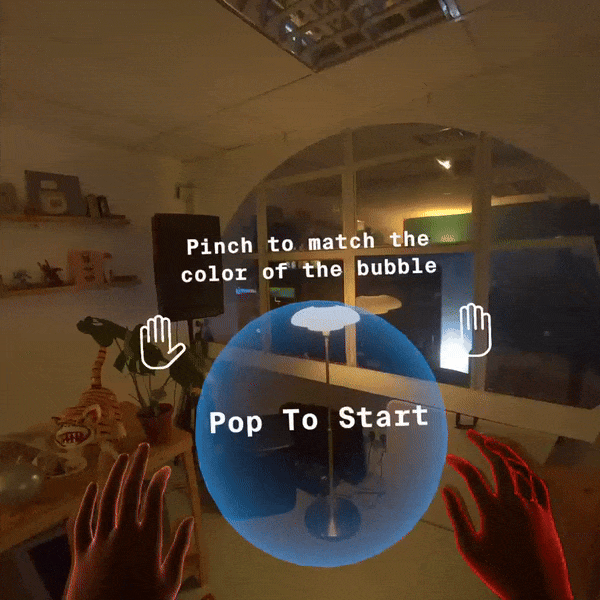 Pinch to match the
color of the bubble
Pop To Start